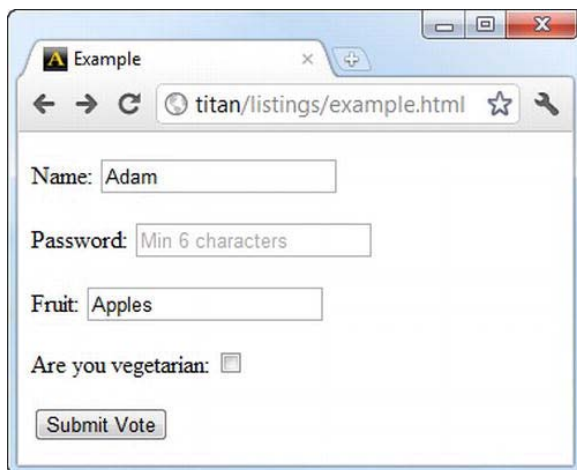 Example
titan/listings/example.html
Name: Adam
Password: Min 6 characters
Fruit: Apples
Are you vegetarian:
Submit Vote